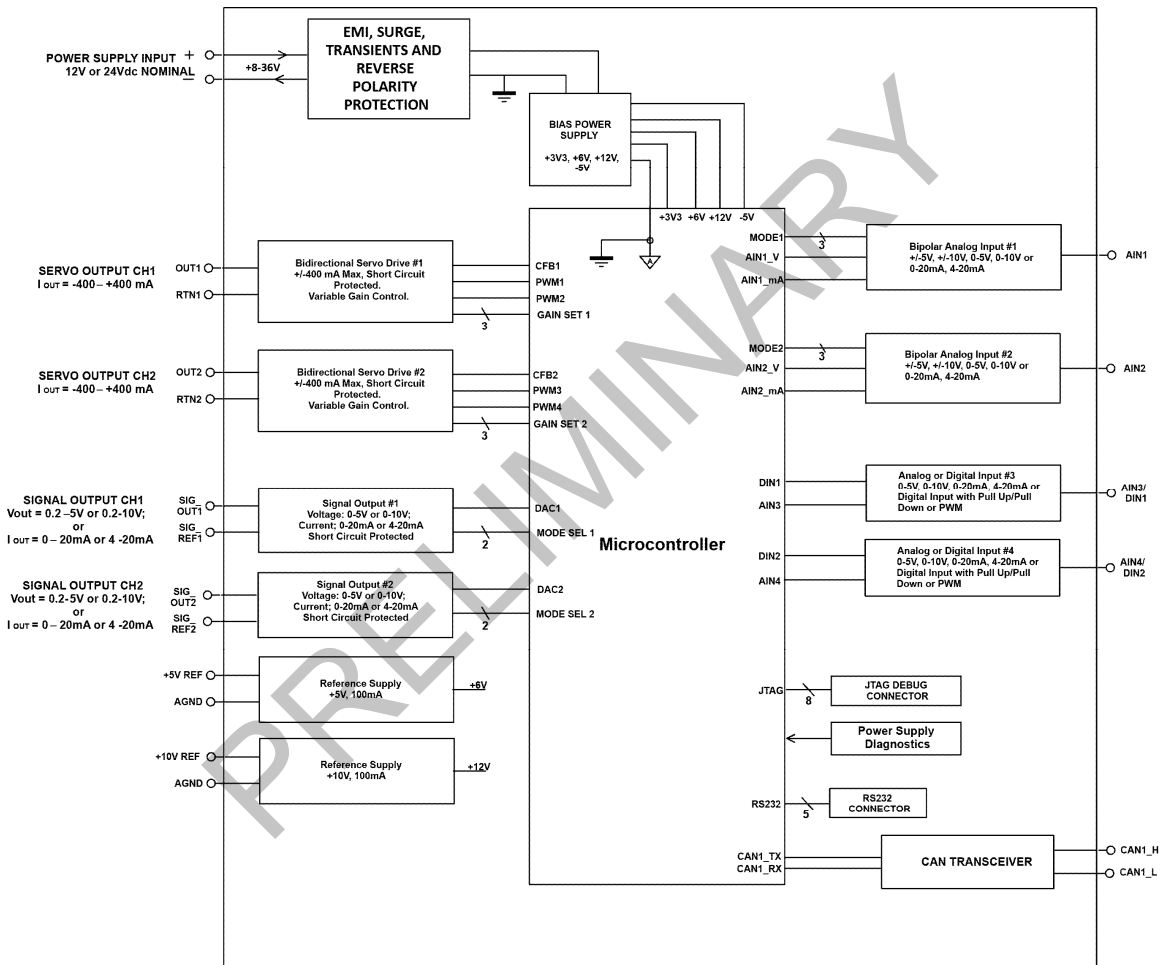 POWER SUPPLY INPUT +
12V or 24Vdc NOMINAL –
+8-36V
EMI, SURGE,
TRANSIENTS AND
REVERSE
POLARITY
PROTECTION
BIAS POWER
SUPPLY
+3V3, +6V, +12V,
-5V
+3V3 +6V +12V -5V
A
SERVO OUTPUT CH1
I OUT = -400 – +400 mA
OUT1
RTN1
Bidirectional Servo Drive #1
+/-400 mA Max, Short Circuit
Protected.
Variable Gain Control.
3
CFB1
PWM1
PWM2
GAIN SET 1
SERVO OUTPUT CH2
I OUT = -400 – +400 mA
OUT2
RTN2
Bidirectional Servo Drive #2
+/-400 mA Max, Short Circuit
Protected.
Variable Gain Control.
3
CFB2
PWM3
PWM4
GAIN SET 2
SIGNAL OUTPUT CH1
Vout = 0.2 –5V or 0.2-10V;
or
I OUT = 0 – 20mA or 4 -20mA
SIG_
OUT1
SIG_
REF1
Signal Output #1
Voltage: 0-5V or 0-10V;
Current; 0-20mA or 4-20mA
Short Circuit Protected
2
DAC1
MODE SEL 1
SIGNAL OUTPUT CH2
Vout = 0.2-5V or 0.2-10V;
or
I OUT = 0 – 20mA or 4 -20mA
SIG_
OUT2
SIG_
REF2
Signal Output #2
Voltage: 0-5V or 0-10V;
Current; 0-20mA or 4-20mA
Short Circuit Protected
2
DAC2
MODE SEL 2
+5V REF
AGND
Reference Supply
+5V, 100mA
+6V
+10V REF
AGND
Reference Supply
+10V, 100mA
+12V
Microcontroller
MODE1
AIN1_V
AIN1_mA
3
Bipolar Analog Input #1
+/-5V, +/-10V, 0-5V, 0-10V or
0-20mA, 4-20mA
AIN1
MODE2
AIN2_V
AIN2_mA
3
Bipolar Analog Input #2
+/-5V, +/-10V, 0-5V, 0-10V or
0-20mA, 4-20mA
AIN2
DIN1
AIN3
Analog or Digital Input #3
0-5V, 0-10V, 0-20mA, 4-20mA or
Digital Input with Pull Up/Pull
Down or PWM
AIN3/
DIN1
DIN2
AIN4
Analog or Digital Input #4
0-5V, 0-10V, 0-20mA, 4-20mA or
Digital Input with Pull Up/Pull
Down or PWM
AIN4/
DIN2
JTAG
8
JTAG DEBUG
CONNECTOR
Power Supply
Diagnostics
RS232
5
RS232
CONNECTOR
CAN1_TX
CAN1_RX
CAN TRANSCEIVER
CAN1_H
CAN1_L
PRELIMINARY